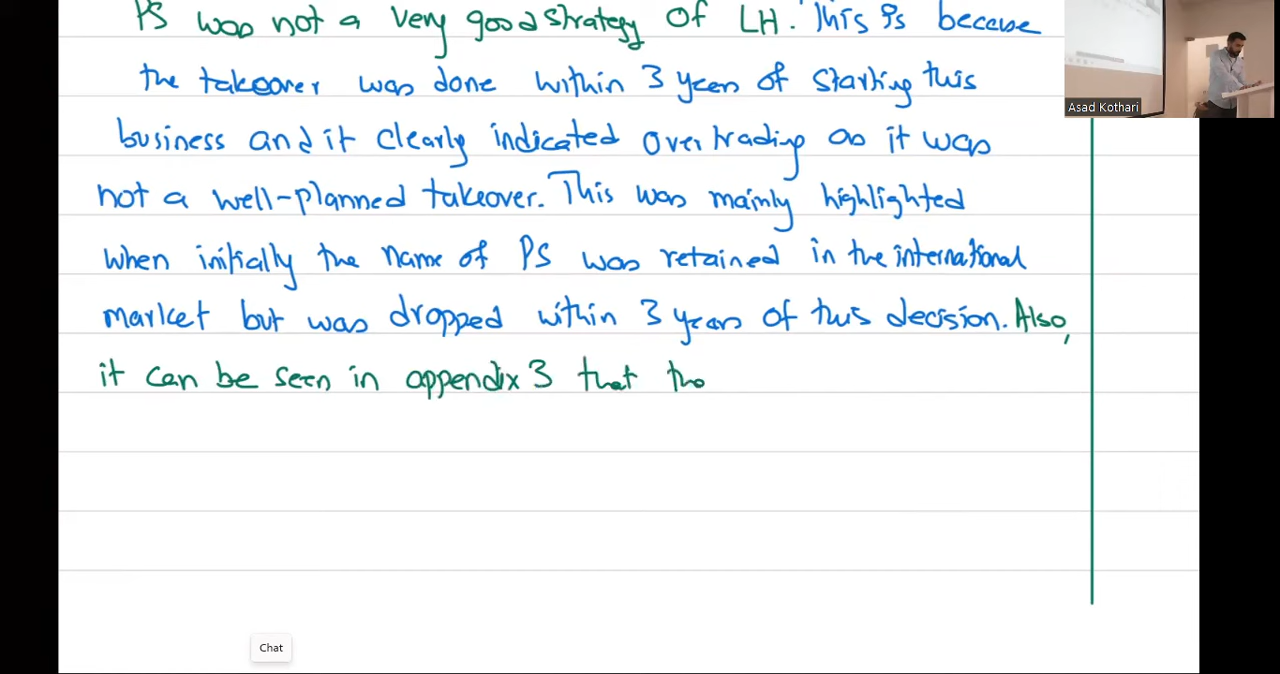 PS was not a very good strategy of LH. This is because
the takeover was done within 3 years of starting this
business and it clearly indicated overtrading as it was
not a well-planned takeover. This was mainly highlighted
when initially the name of PS was retained in the international
market but was dropped within 3 years of this decision. Also,
it can be seen in appendix 3 that the
Asad Kothari
Chat